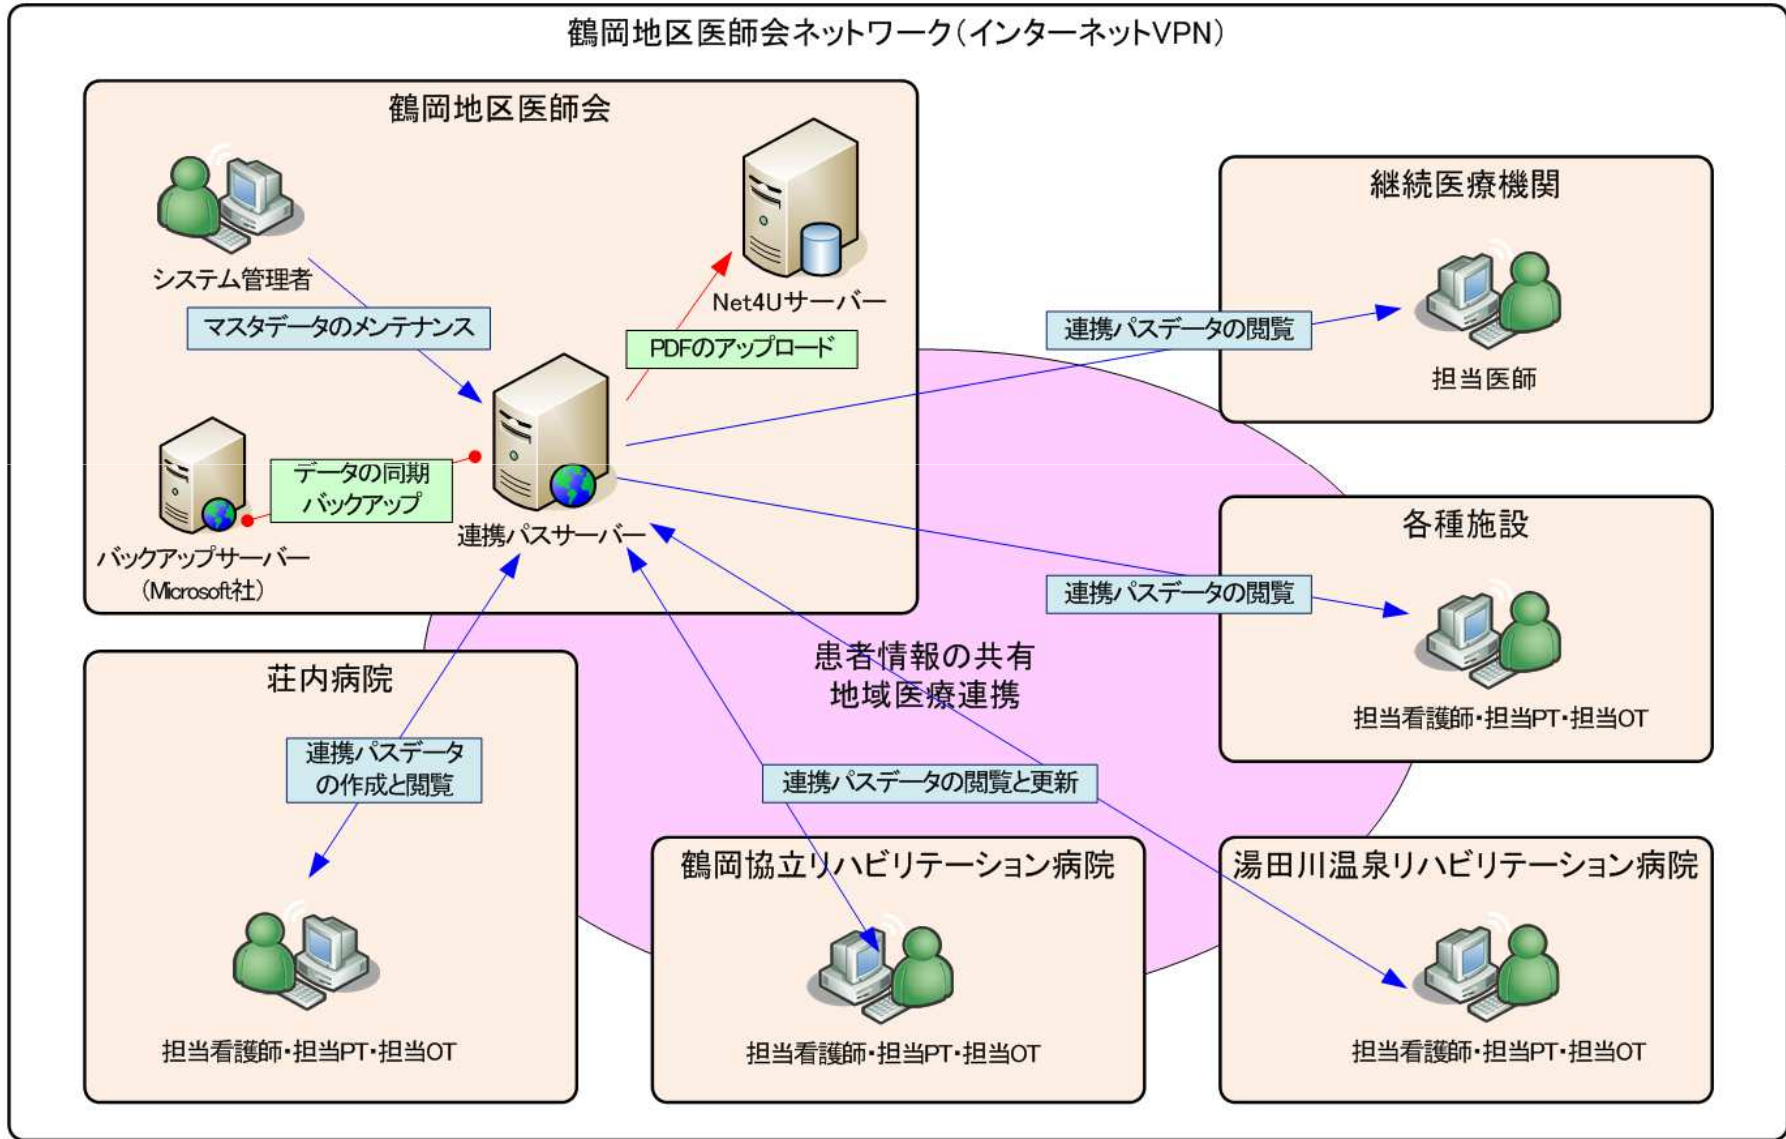 鶴岡地区医師会ネットワーク(インターネットVPN)
鶴岡地区医師会
システム管理者
マスタデータのメンテナンス
Net4Uサーバー
PDFのアップロード
データの同期
バックアップ
連携パスサーバー
バックアップサーバー
(Microsoft社)
継続医療機関
連携パスデータの閲覧
担当医師
各種施設
連携パスデータの閲覧
担当看護師・担当PT・担当OT
患者情報の共有
地域医療連携
荘内病院
連携パスデータ
の作成と閲覧
担当看護師・担当PT・担当OT
連携パスデータの閲覧と更新
鶴岡協立リハビリテーション病院
担当看護師・担当PT・担当OT
湯田川温泉リハビリテーション病院
担当看護師・担当PT・担当OT